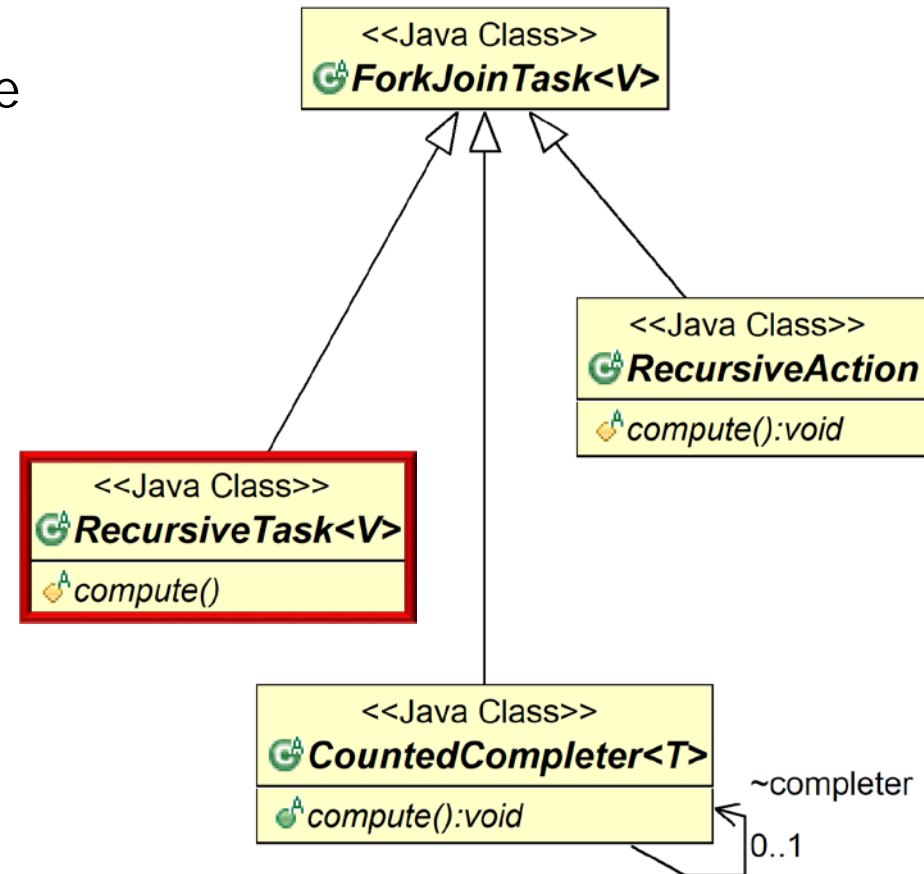 <<Java Class>>
ForkJoinTask<V>
e
<<Java Class>>
RecursiveAction
compute():void
<<Java Class>>
RecursiveTask<V>
compute()
<<Java Class>>
CountedCompleter<T>
compute():void
~completer
0..1